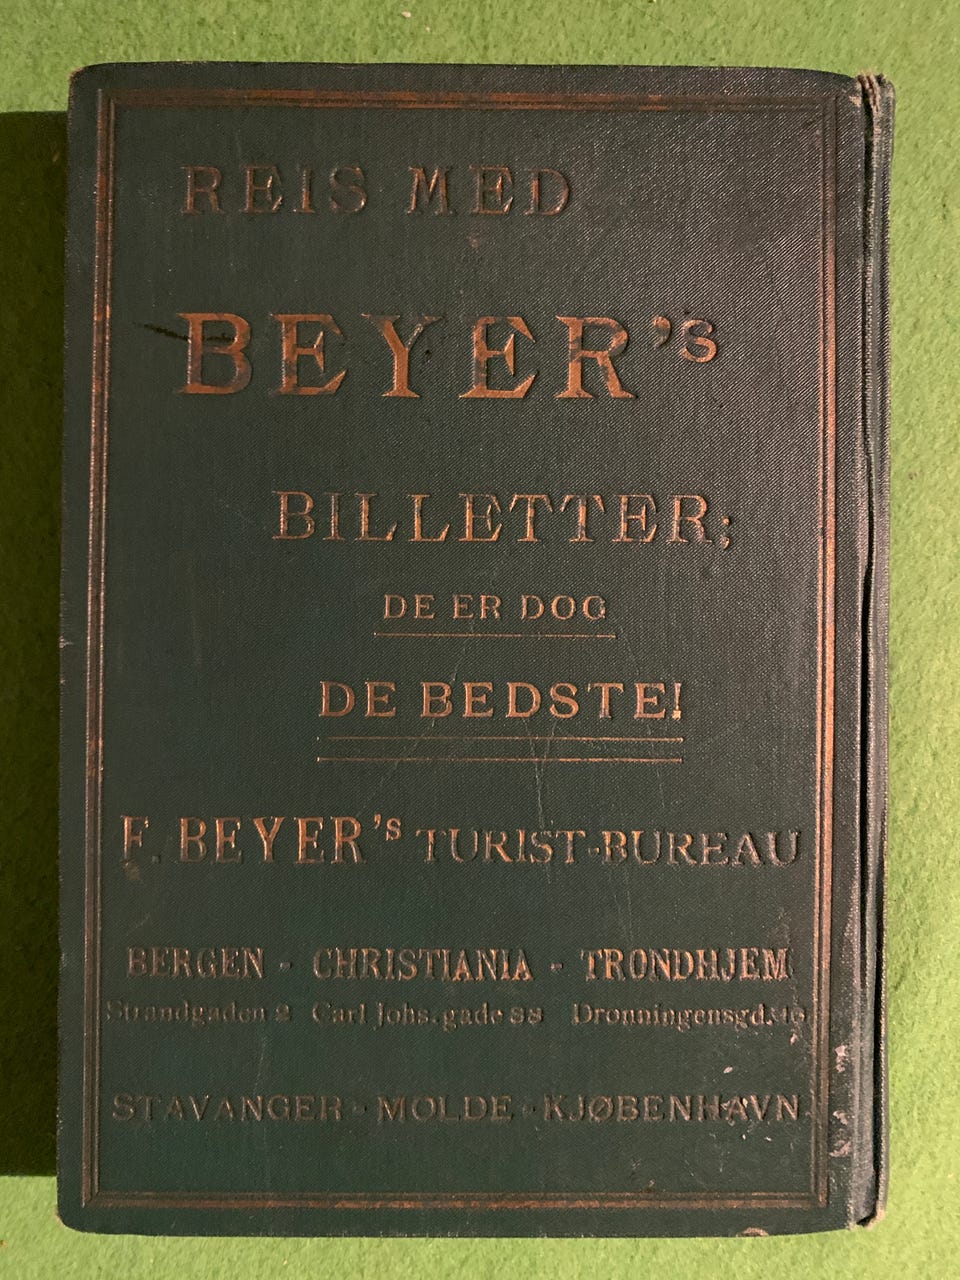 REIS MED
BEYER's
BILLETTER;
DE ER DOG
DE BEDSTE!
F. BEYER's TURIST-BUREAU
BERGEN - CHRISTIANIA - TRONDHJEM
Strandgaden 2 Carl Johs. gade Dronningensgd.
STAVANGER - MOLDE - KJØBENHAVN